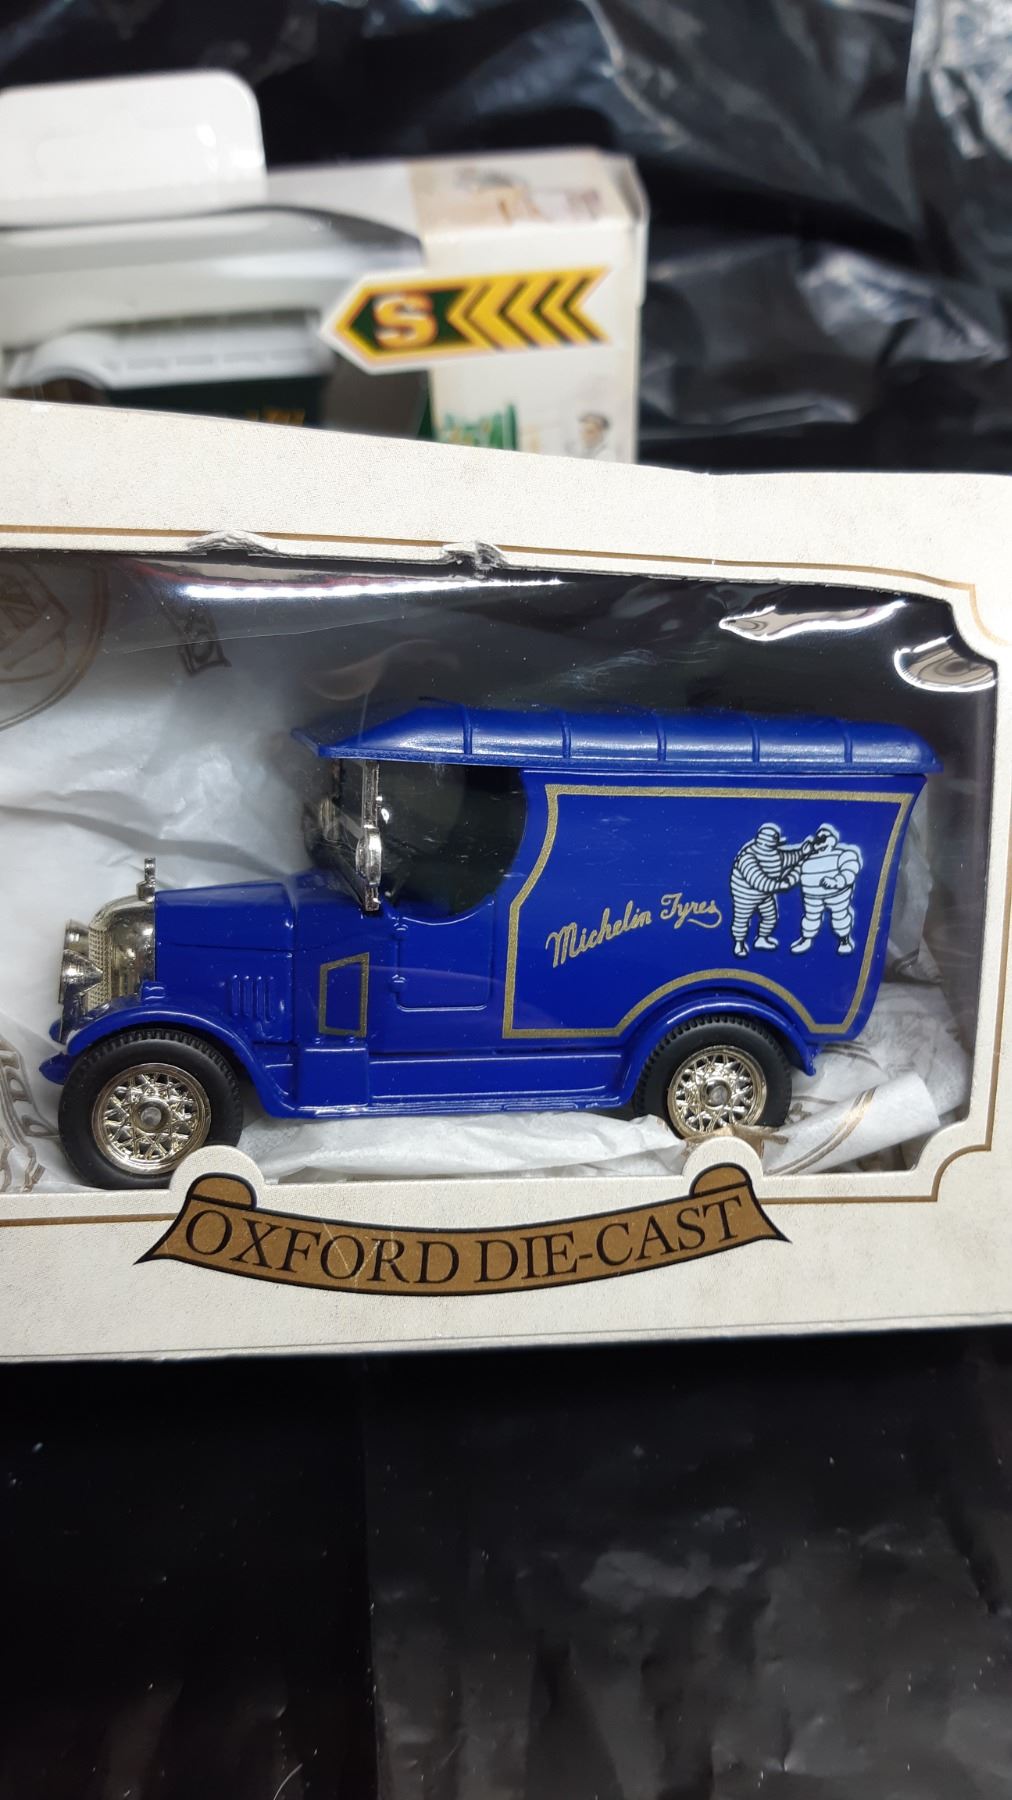 S
Michelin Tyres
OXFORD DIE-CAST